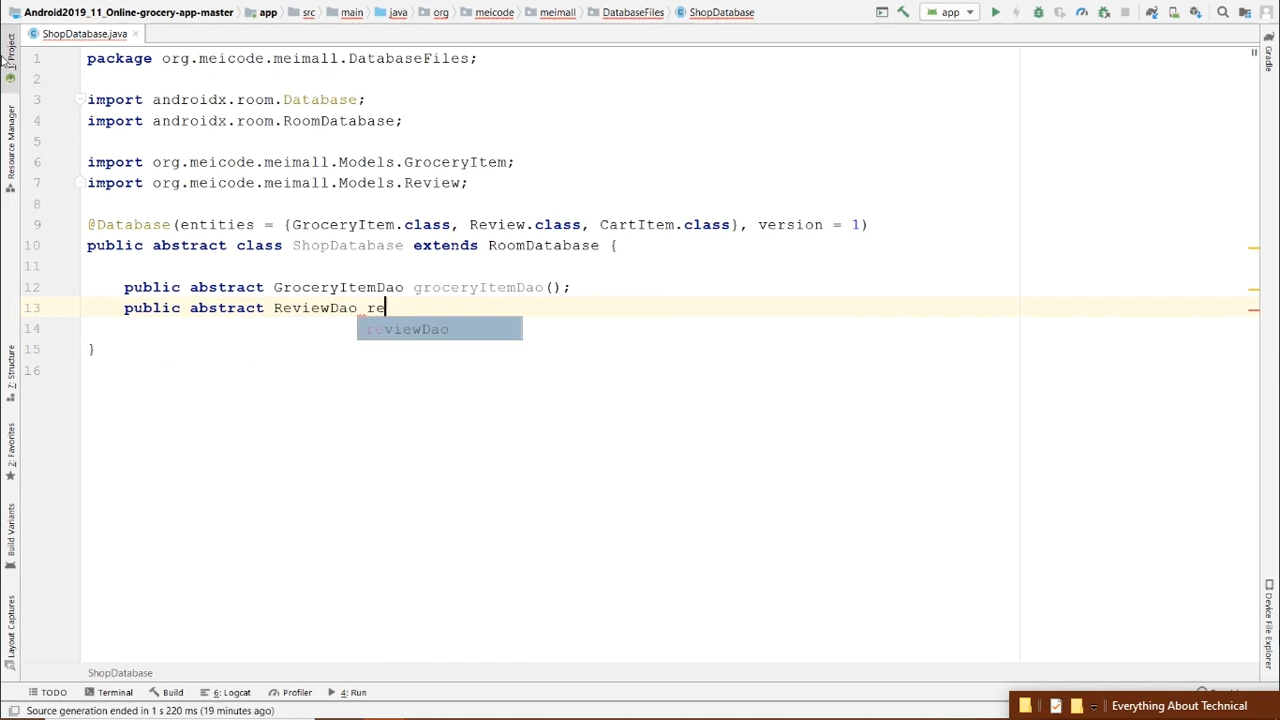 Android2019_11_Online-grocery-app-master app src main java org meicode meimall DatabaseFiles ShopDatabase app
ShopDatabase.java
1: Project
Resource Manager
7: Structure
2: Favorites
Build Variants
Layout Captures
Gradle
Device File Explorer
1 package org.meicode.meimall.DatabaseFiles;
2
3 import androidx.room.Database;
4 import androidx.room.RoomDatabase;
5
6 import org.meicode.meimall.Models.GroceryItem;
7 import org.meicode.meimall.Models.Review;
8
9 @Database(entities = {GroceryItem.class, Review.class, CartItem.class}, version = 1)
10 public abstract class ShopDatabase extends RoomDatabase {
11
12 public abstract GroceryItemDao groceryItemDao();
13 public abstract ReviewDao re
reviewDao
14
15 }
16
ShopDatabase
TODO Terminal Build 6: Logcat Profiler 4: Run
Source generation ended in 1 s 220 ms (19 minutes ago)
Everything About Technical